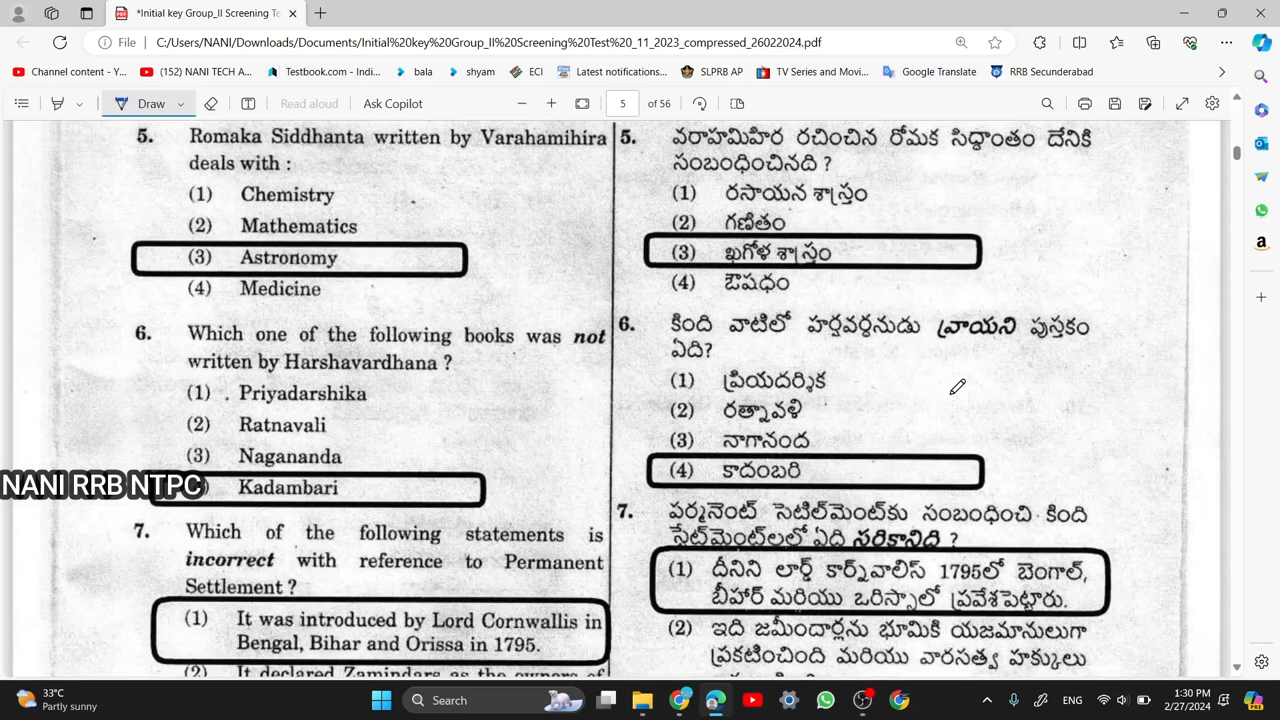 *Initial key Group_II Screening Te
File
C:/Users/NANI/Downloads/Documents/Initial%20key%20Group_II%20Screening%20Test%20_11_2023_compressed_26022024.pdf
Channel content - Y...
(152) NANI TECH A...
Testbook.com - Indi...
bala
shyam
ECI
Latest notifications...
SLPRB AP
TV Series and Movi...
Google Translate
RRB Secunderabad
Draw
Read aloud
Ask Copilot
5
of 56
5. Romaka Siddhanta written by Varahamihira
deals with :
(1) Chemistry
(2) Mathematics
(3) Astronomy
(4) Medicine
6. Which one of the following books was not
written by Harshavardhana ?
(1) Priyadarshika
(2) Ratnavali
(3) Nagananda
Kadambari
7. Which of the following statements is
incorrect with reference to Permanent
Settlement ?
(1) It was introduced by Lord Cornwallis in
Bengal, Bihar and Orissa in 1795.
(2) It declared Zamindars as the owners of
5. వరాహమిహిర రచించిన రోమక సిద్ధాంతం దేనికి
సంబంధించినది ?
(1) రసాయన శాస్త్రం
(2) గణితం
(3) ఖగోళ శాస్త్రం
(4) ఔషధం
6. కింది వాటిలో హర్షవర్ధనుడు వ్రాయని పుస్తకం
ఏది?
(1) ప్రియదర్శిక
(2) రత్నావళి
(3) నాగానంద
(4) కాదంబరి
7. పర్మనెంట్ సెటిల్‌మెంట్‌కు సంబంధించి కింది
సేట్‌మెంట్‌లలో ఏది సరికానిది ?
(1) దీనిని లార్డ్ కార్న్‌వాలిస్ 1795లో బెంగాల్,
బీహార్ మరియు ఒరిస్సాలో ప్రవేశపెట్టారు.
(2) ఇది జమీందార్లను భూమికి యజమానులుగా
ప్రకటించింది మరియు వారసత్వ హక్కులు
NANI RRB NTPC
33°C
Partly sunny
Search
ENG
1:30 PM
2/27/2024